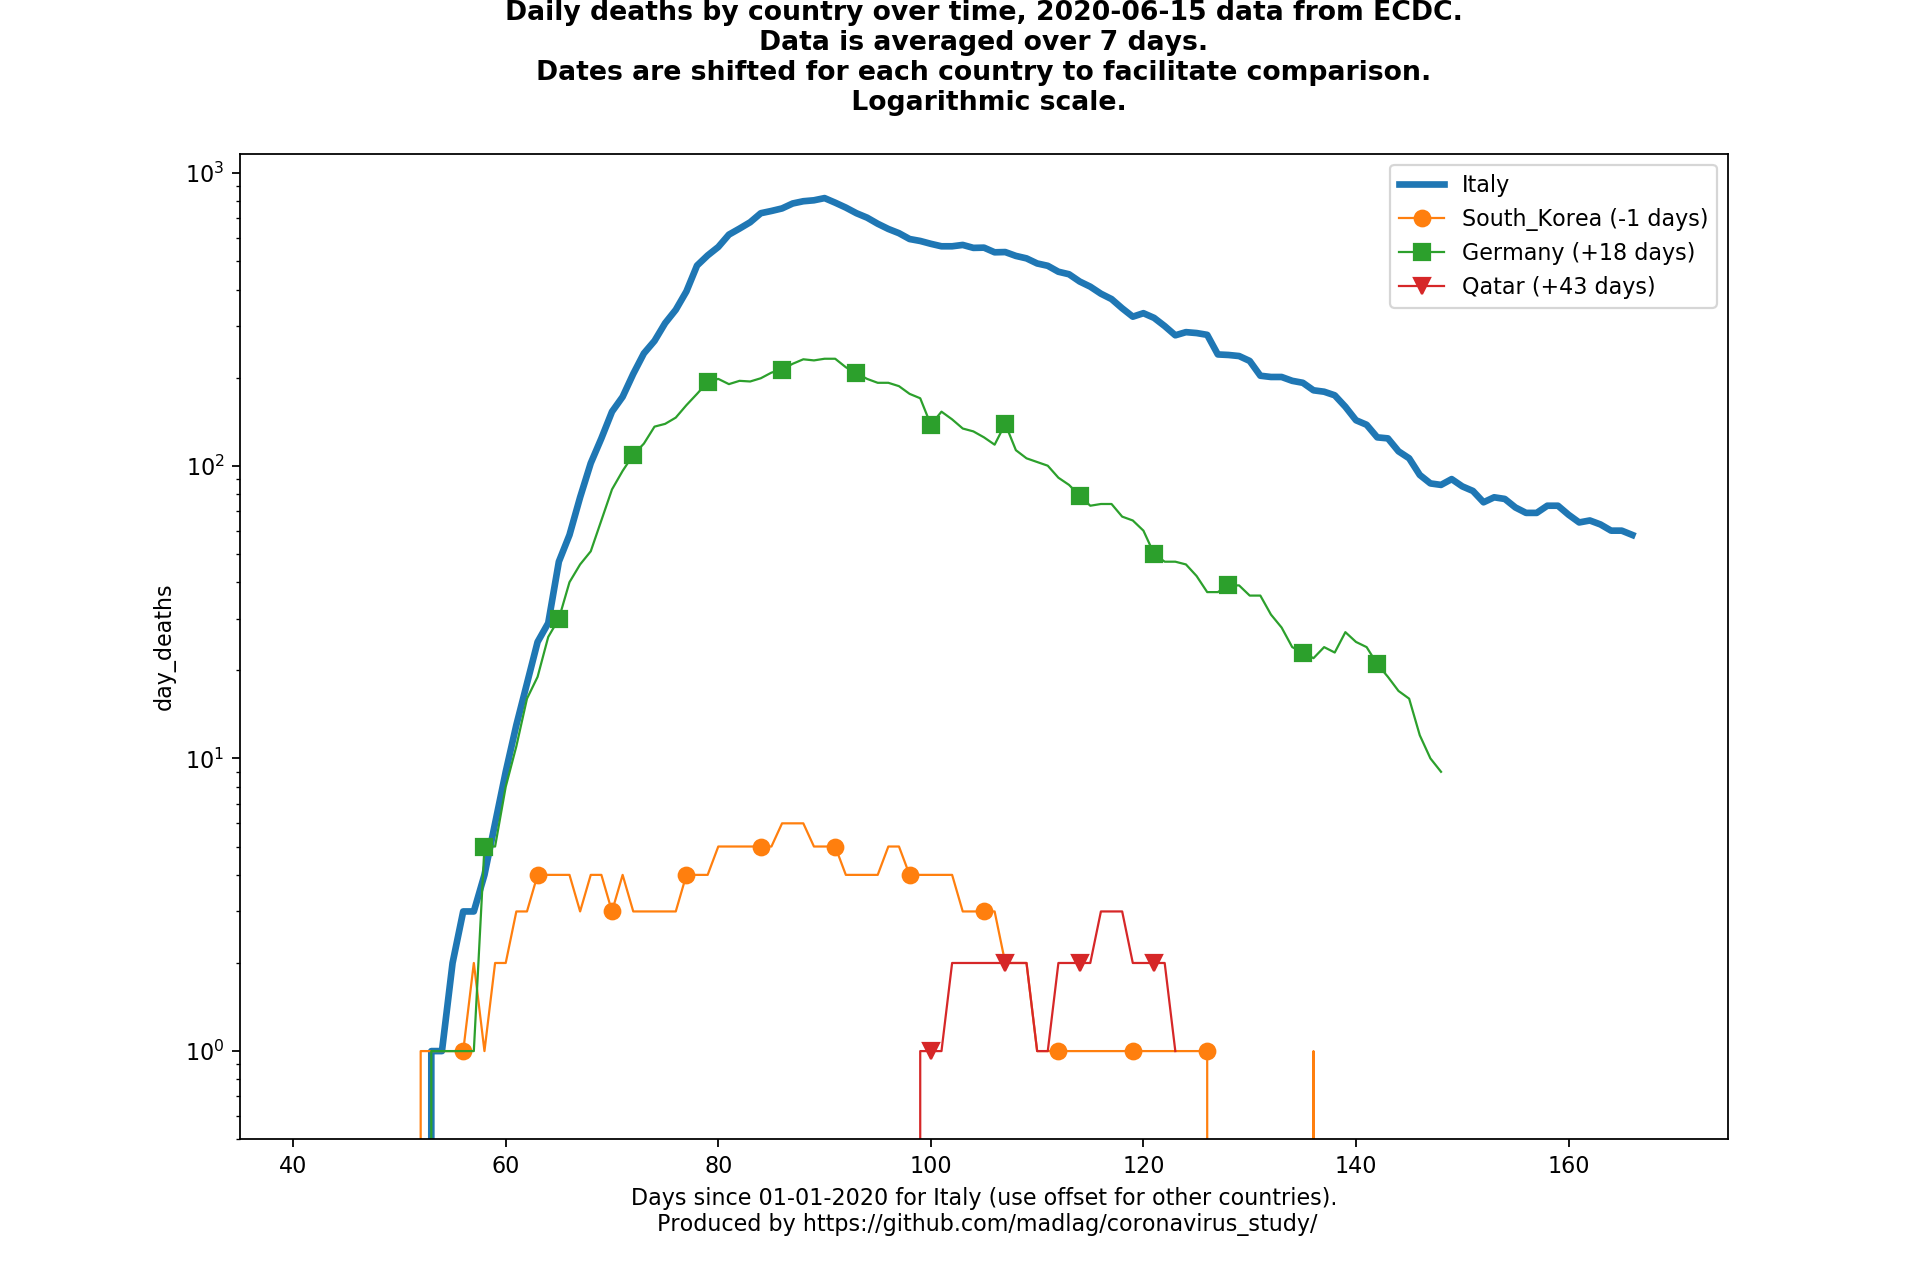 Daily deaths by country over time, 2020-06-15 data from ECDC.
Data is averaged over 7 days.
Dates are shifted for each country to facilitate comparison.
Logarithmic scale.
10³
10²
10¹
10⁰
day_deaths
Italy
South_Korea (-1 days)
Germany (+18 days)
Qatar (+43 days)
40 60 80 100 120 140 160
Days since 01-01-2020 for Italy (use offset for other countries).
Produced by https://github.com/madlag/coronavirus_study/